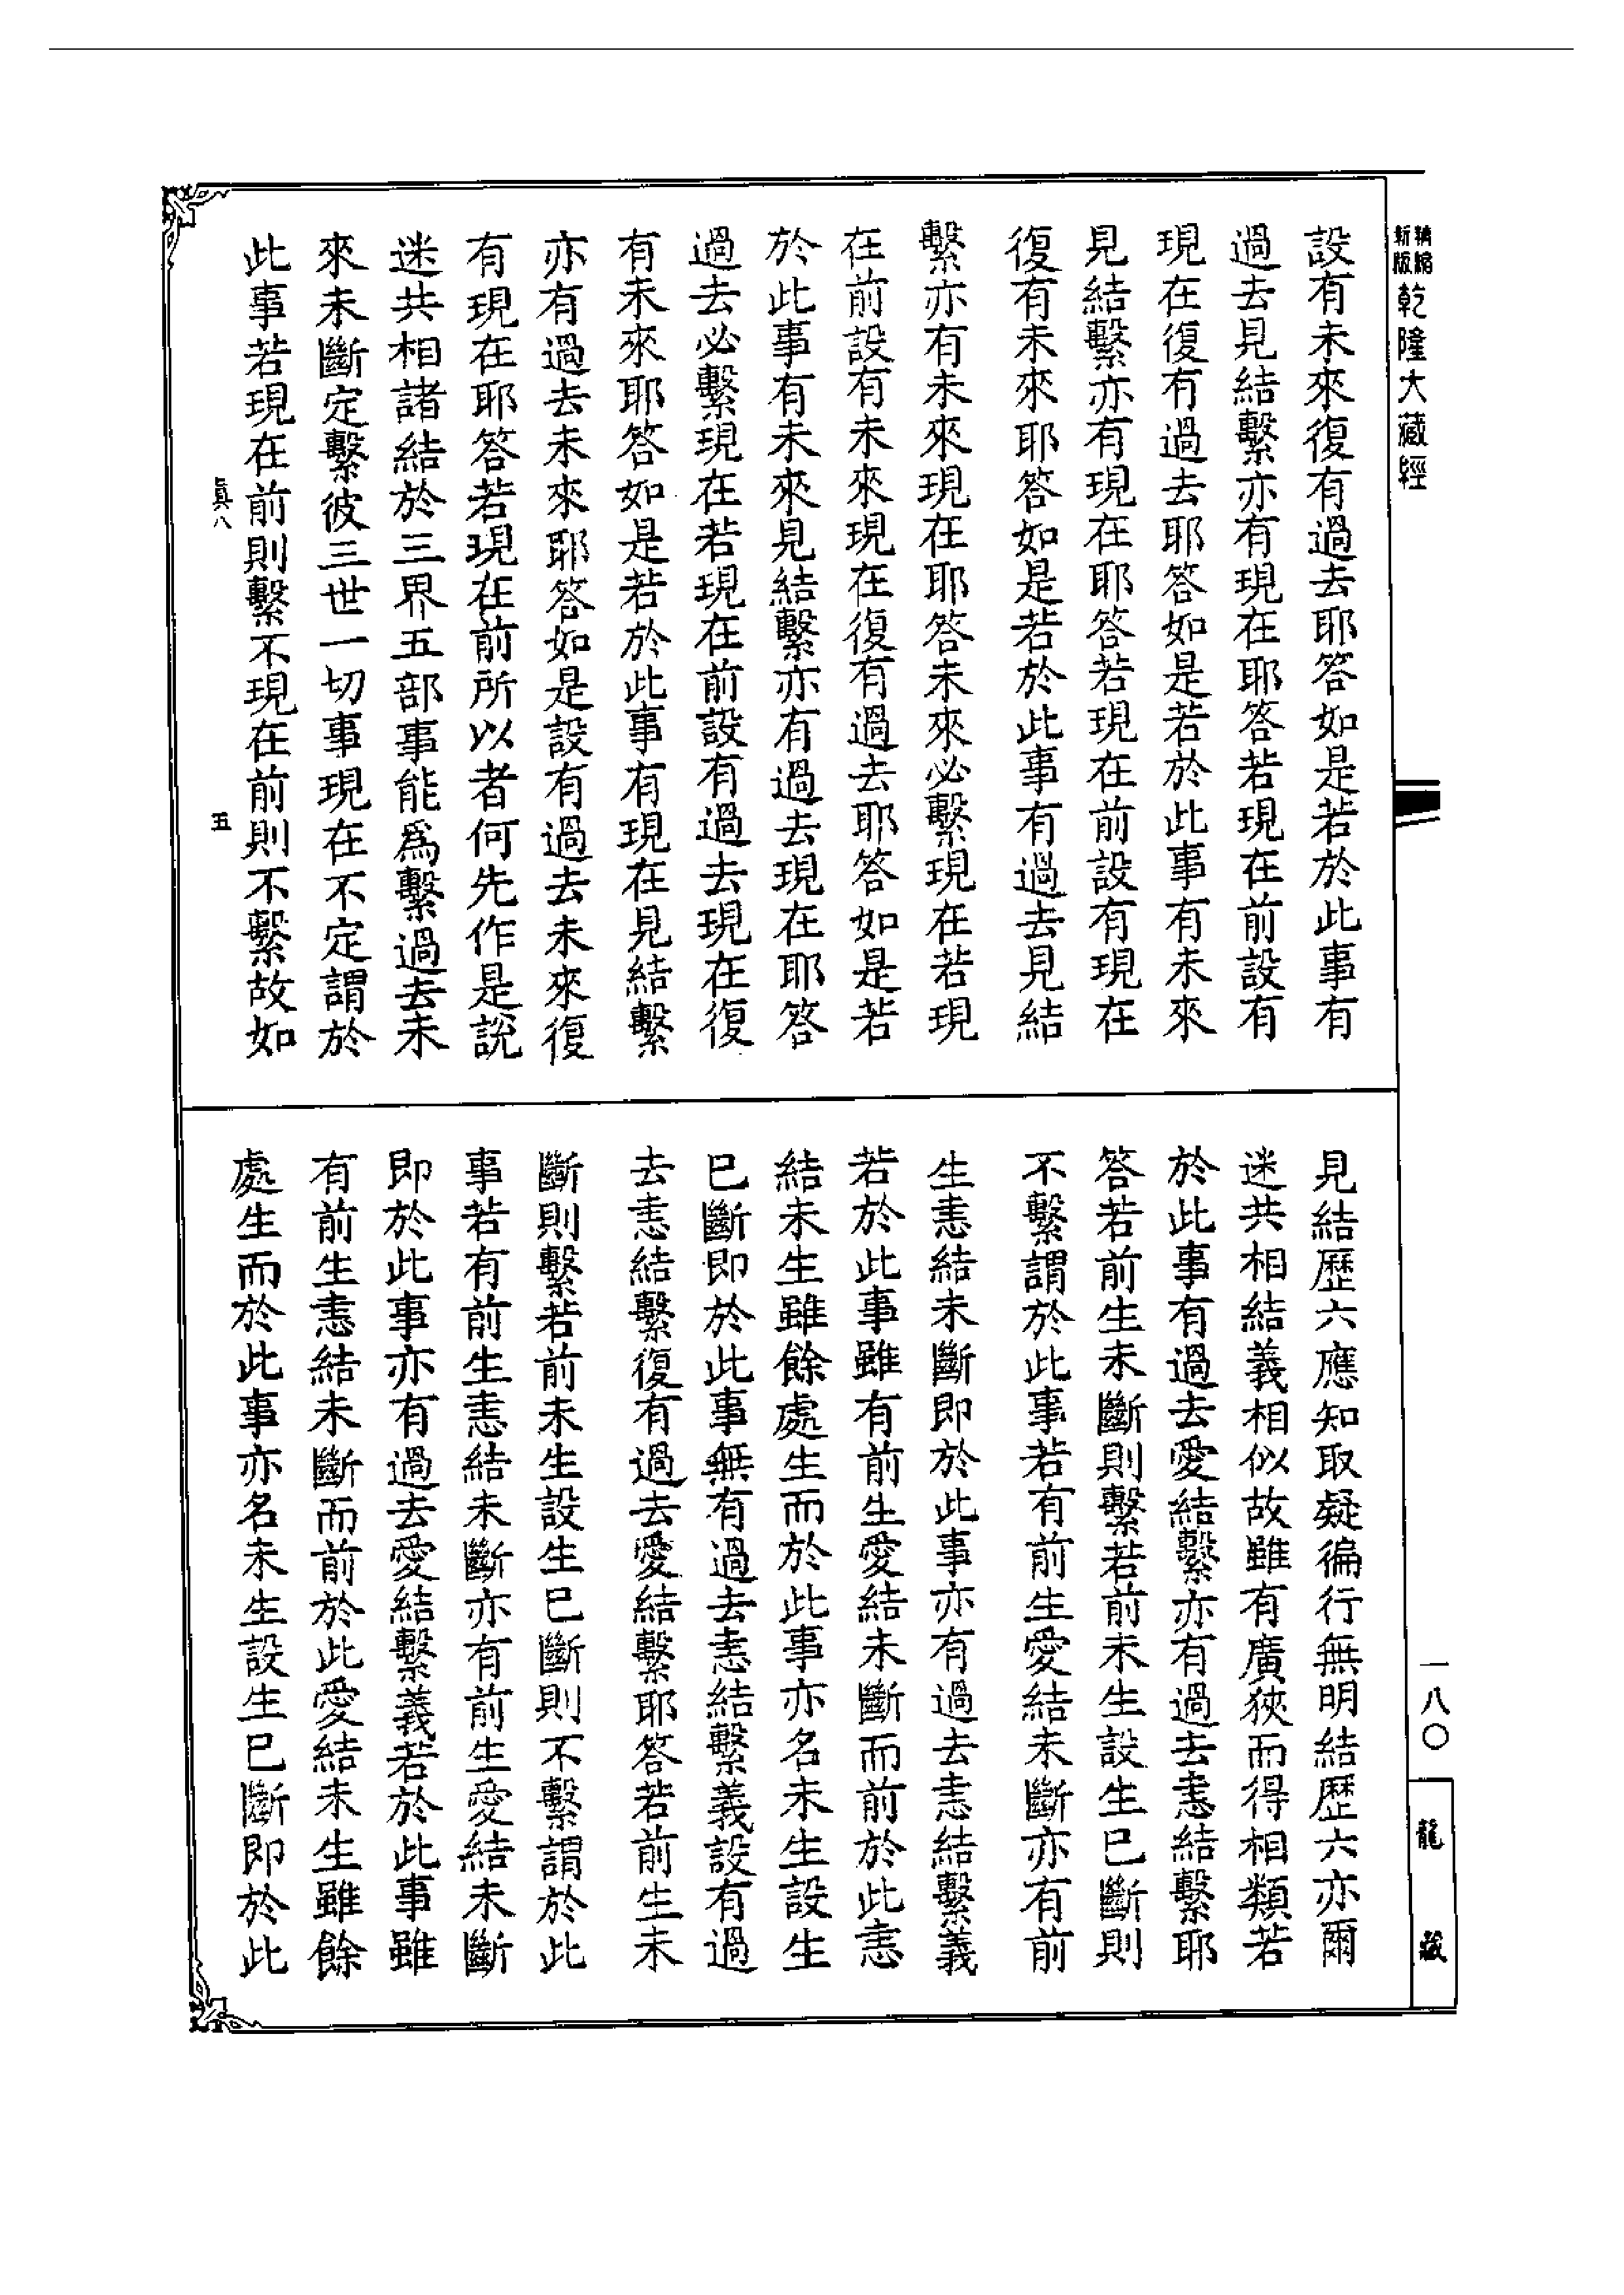 新版精縮乾隆大藏經
設有未來復有過去耶答如是若於此事有
過去見結繫亦有現在耶答若現在前設有
現在復有過去耶答如是若於此事有未來
見結繫亦有現在耶答若現在前設有現在
復有未來耶答如是若於此事有過去見結
繫亦有未來現在耶答未來必繫現在若現
在前設有未來現在復有過去耶答如是若
於此事有未來見結繫亦有過去現在耶答
過去必繫現在若現在前設有過去現在復
有未來耶答如是若於此事有現在見結繫
亦有過去未來耶答如是設有過去未來復
有現在耶答若現在前所以者何先作是說
迷共相諸結於三界五部事能為繫過去未
來未斷定繫彼三世一切事現在不定謂於
此事若現在前則繫不現在前則不繫故如
真八
五
見結歷六應知取疑徧行無明結歷六亦爾
迷共相結義相似故雖有廣狹而得相類若
於此事有過去愛結繫亦有過去恚結繫耶
答若前生未斷則繫若前未生設生已斷則
不繫謂於此事若有前生愛結未斷亦有前
生恚結未斷即於此事亦有過去恚結繫義
若於此事雖有前生愛結未斷而前於此恚
結未生雖餘處生而於此事亦名未生設生
已斷即於此事無有過去恚結繫義設有過
去恚結繫復有過去愛結繫耶答若前生未
斷則繫若前未生設生已斷則不繫謂於此
事若有前生恚結未斷亦有前生愛結未斷
即於此事亦有過去愛結繫義若於此事雖
有前生恚結未斷而前於此愛結未生雖餘
處生而於此事亦名未生設生已斷即於此
一八〇
龍藏